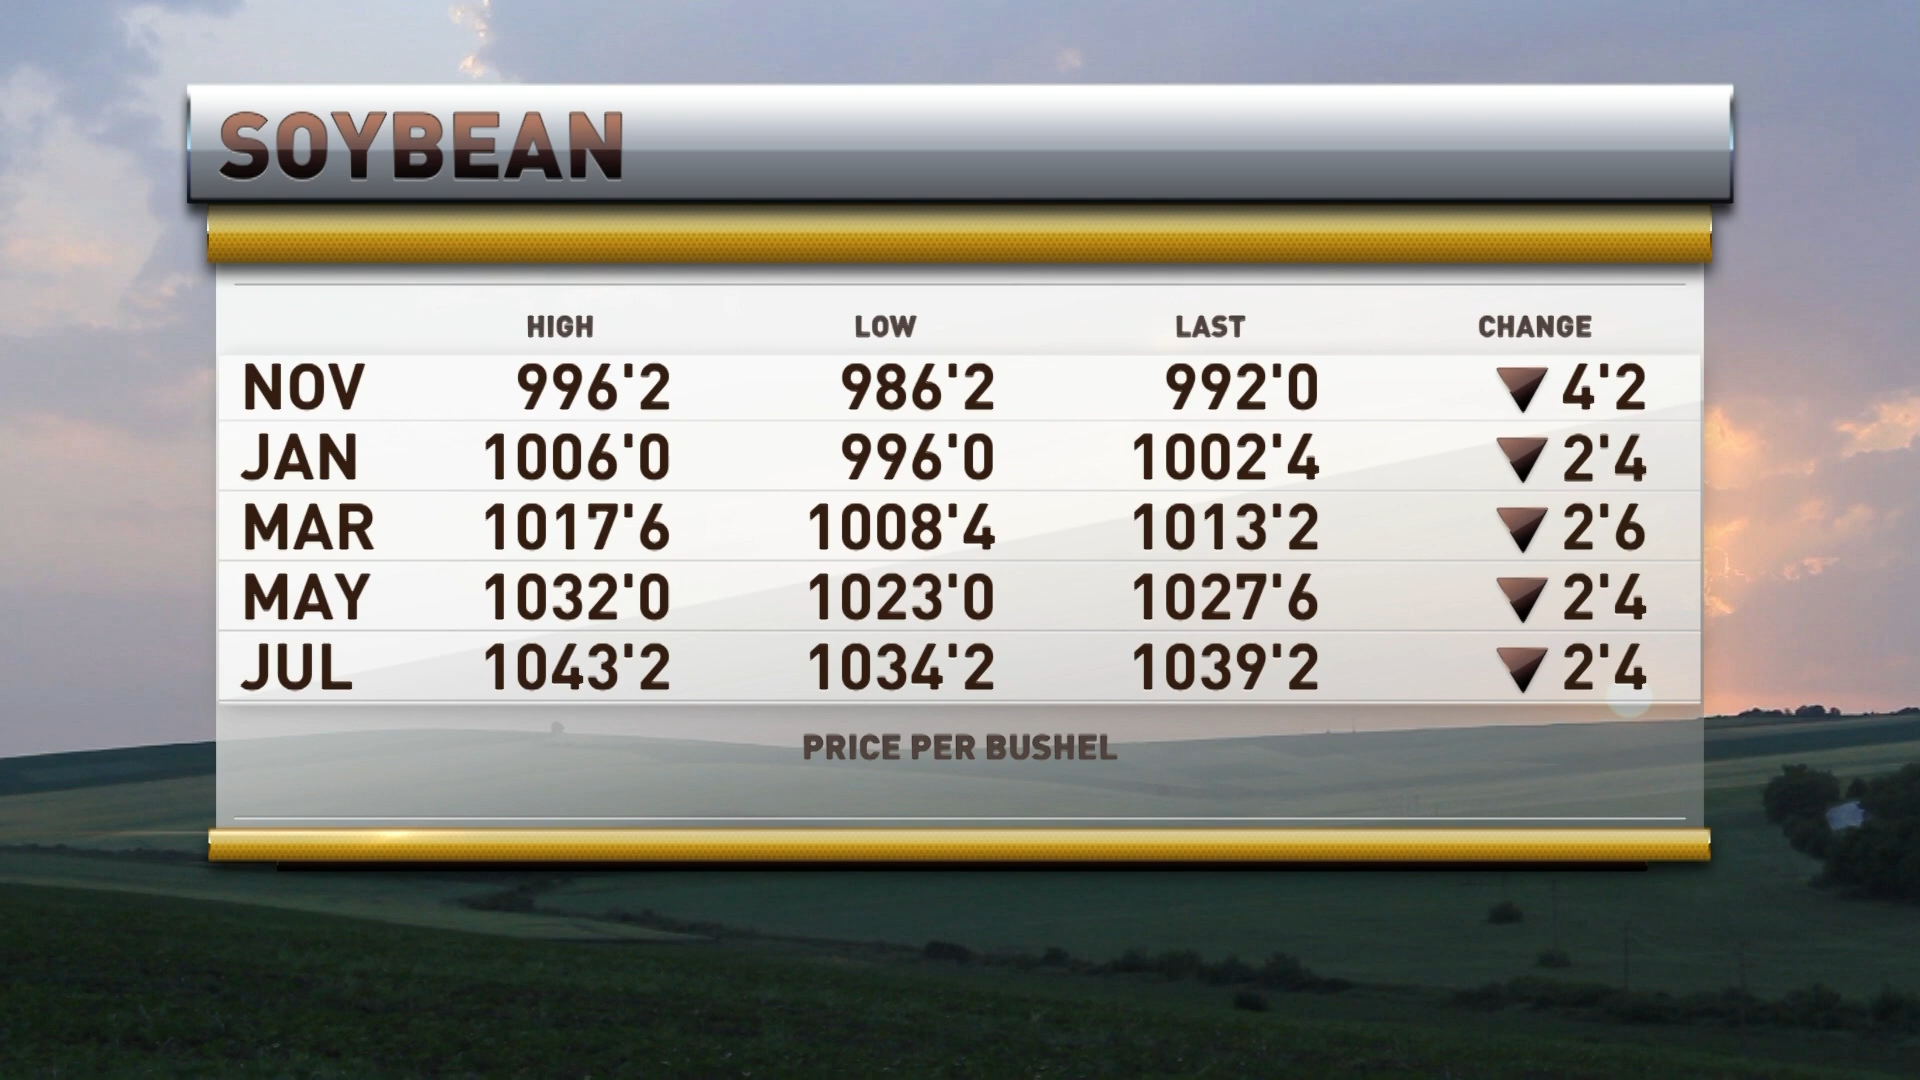 SOYBEAN
HIGH LOW LAST CHANGE
NOV 996'2 986'2 992'0 ▼ 4'2
JAN 1006'0 996'0 1002'4 ▼ 2'4
MAR 1017'6 1008'4 1013'2 ▼ 2'6
MAY 1032'0 1023'0 1027'6 ▼ 2'4
JUL 1043'2 1034'2 1039'2 ▼ 2'4
PRICE PER BUSHEL